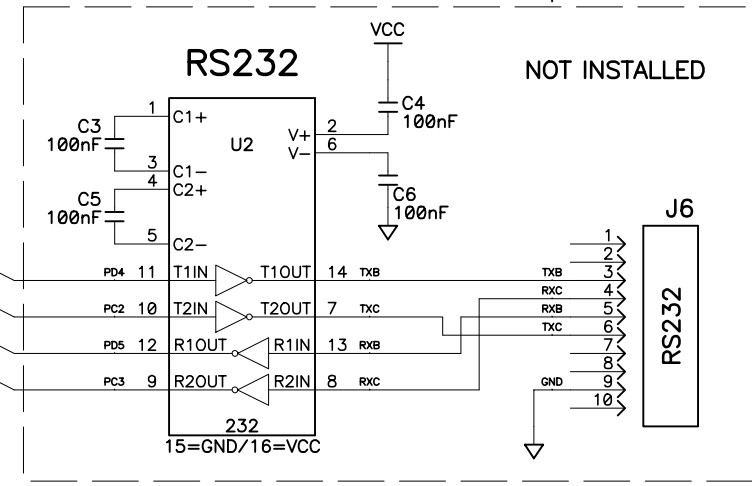 VCC
RS232
NOT INSTALLED
C4
100nF
1
C1+
C3
100nF
U2
V+
2
V-
6
3
C1-
4
C2+
C5
100nF
C6
100nF
5
C2-
J6
1
2
PD4 11 T1IN T1OUT 14 TXB TXB 3
RXC 4
PC2 10 T2IN T2OUT 7 TXC RXB 5
TXC 6
PD5 12 R1OUT R1IN 13 RXB 7
8
PC3 9 R2OUT R2IN 8 RXC GND 9
10
RS232
232
15=GND/16=VCC